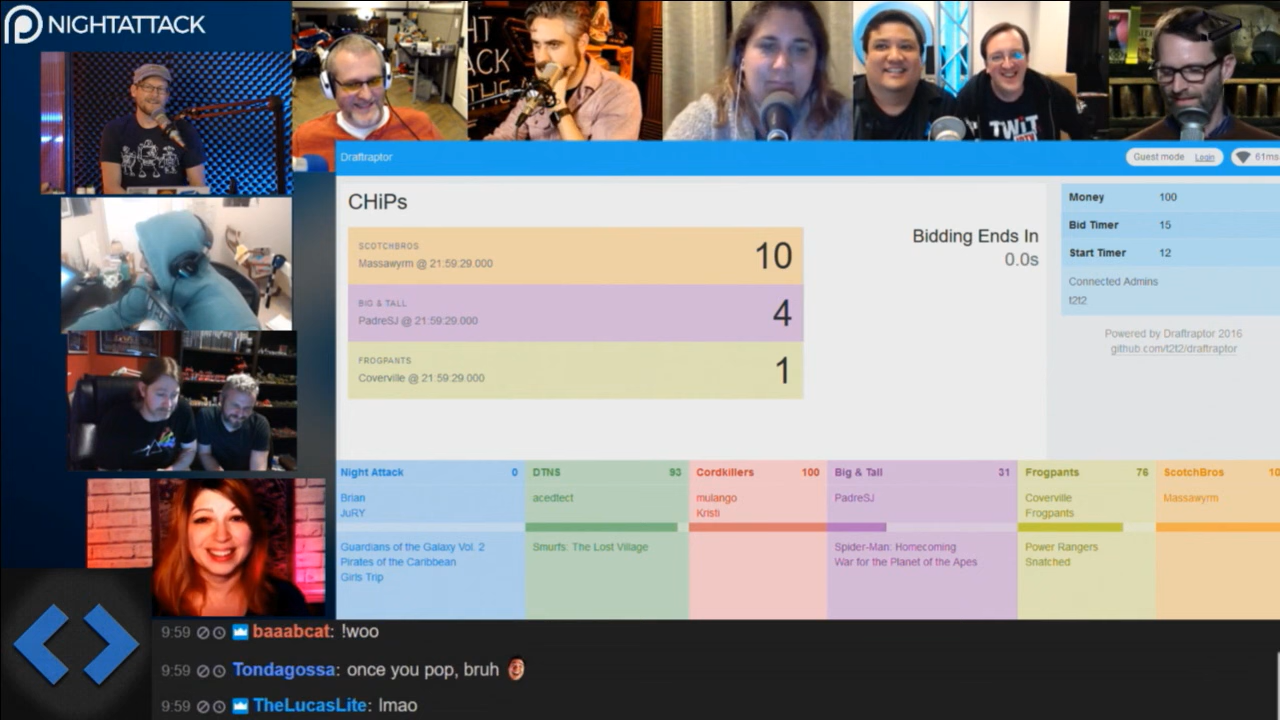 NIGHTATTACK
TWiT
Draftraptor
Guest mode Login 61ms
CHiPs
SCOTCHBROS
Massawyrm @ 21:59:29.000
10
BIG & TALL
PadreSJ @ 21:59:29.000
4
FROGPANTS
Coverville @ 21:59:29.000
1
Bidding Ends In
0.0s
Money 100
Bid Timer 15
Start Timer 12
Connected Admins
t2t2
Powered by Draftraptor 2016
github.com/t2t2/draftraptor
Night Attack 0
Brian
JuRY
Guardians of the Galaxy Vol. 2
Pirates of the Caribbean
Girls Trip
DTNS 93
acedtect
Smurfs: The Lost Village
Cordkillers 100
mulango
Kristi
Big & Tall 31
PadreSJ
Spider-Man: Homecoming
War for the Planet of the Apes
Frogpants 76
Coverville
Frogpants
Power Rangers
Snatched
ScotchBros 10
Massawyrm
9:59 baaabcat: !woo
9:59 Tondagossa: once you pop, bruh
9:59 TheLucasLite: lmao